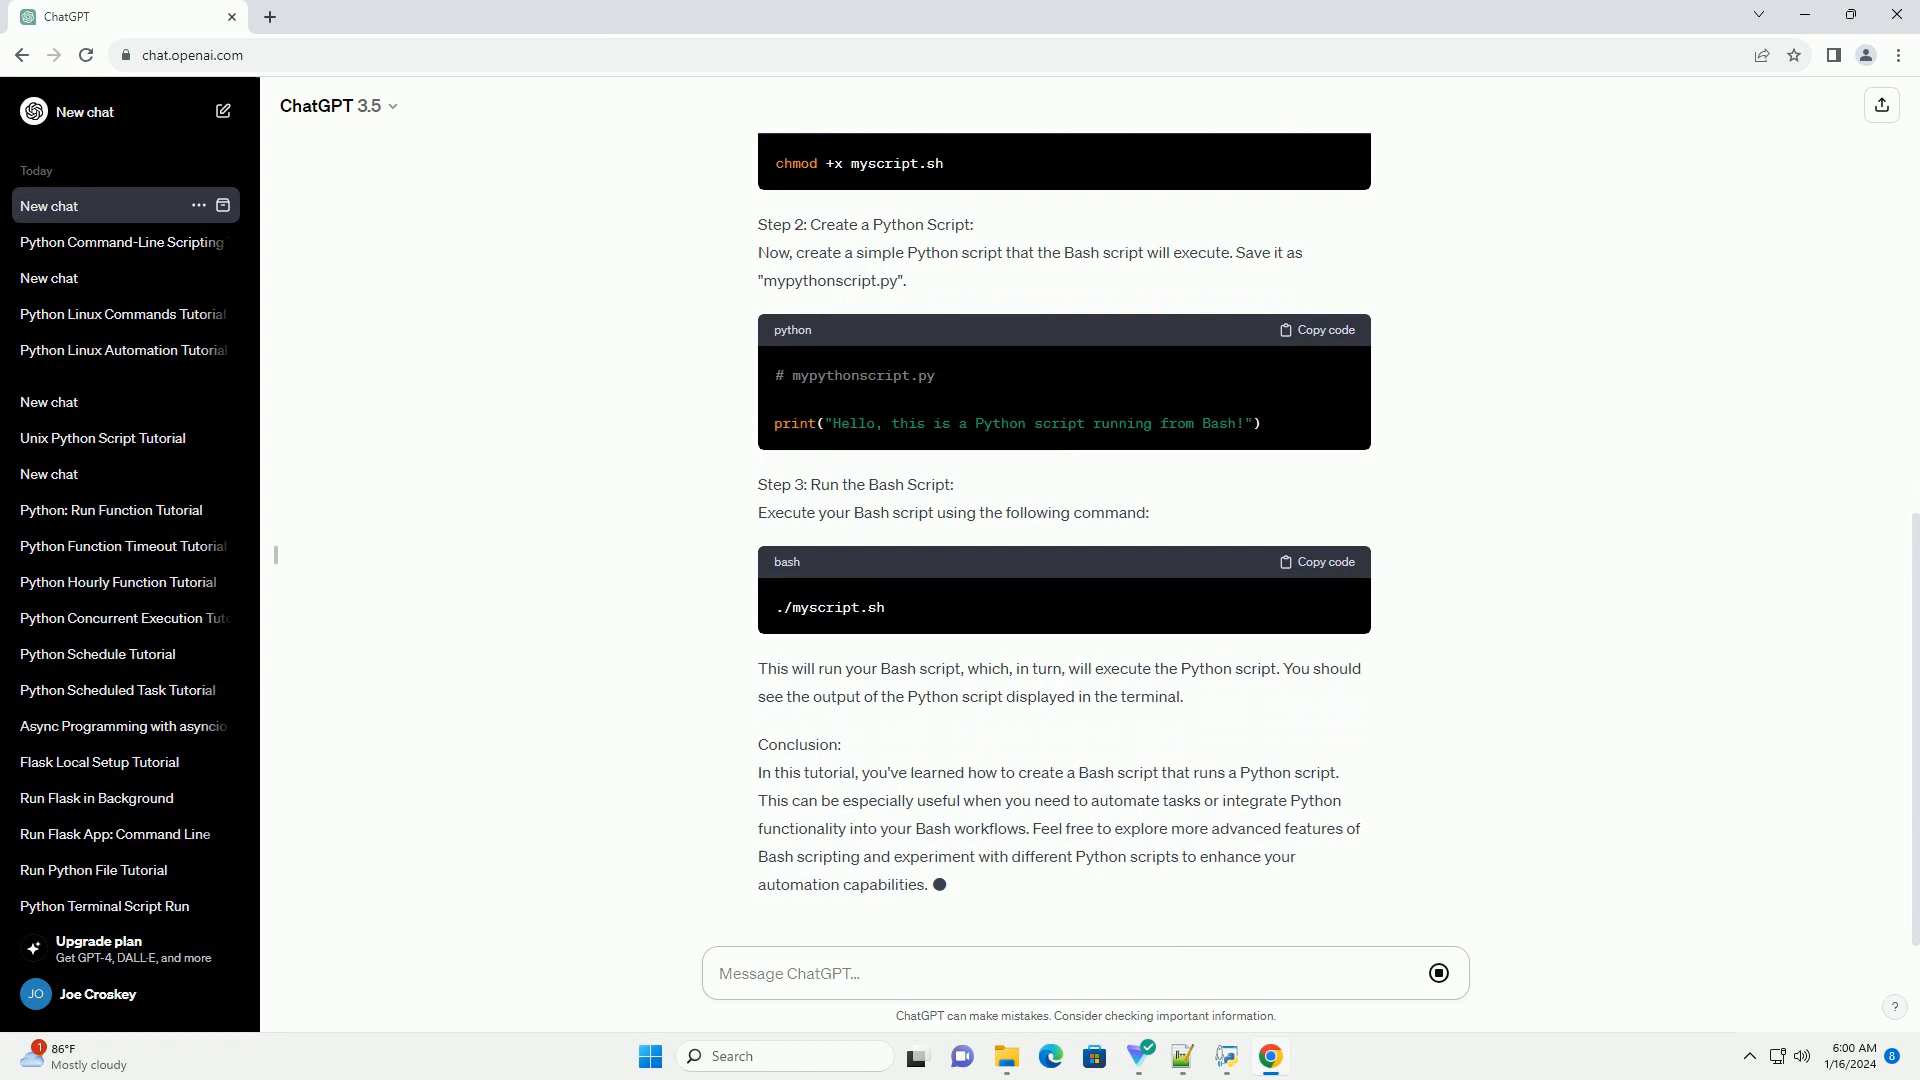 ChatGPT
chat.openai.com
New chat
Today
New chat
Python Command-Line Scripting
New chat
Python Linux Commands Tutorial
Python Linux Automation Tutorial
New chat
Unix Python Script Tutorial
New chat
Python: Run Function Tutorial
Python Function Timeout Tutorial
Python Hourly Function Tutorial
Python Concurrent Execution Tut
Python Schedule Tutorial
Python Scheduled Task Tutorial
Async Programming with asyncio
Flask Local Setup Tutorial
Run Flask in Background
Run Flask App: Command Line
Run Python File Tutorial
Python Terminal Script Run
Upgrade plan
Get GPT-4, DALL·E, and more
JO
Joe Croskey
ChatGPT 3.5
chmod +x myscript.sh
Step 2: Create a Python Script:
Now, create a simple Python script that the Bash script will execute. Save it as
"mypythonscript.py".
python
Copy code
# mypythonscript.py
print("Hello, this is a Python script running from Bash!")
Step 3: Run the Bash Script:
Execute your Bash script using the following command:
bash
Copy code
./myscript.sh
This will run your Bash script, which, in turn, will execute the Python script. You should
see the output of the Python script displayed in the terminal.
Conclusion:
In this tutorial, you've learned how to create a Bash script that runs a Python script.
This can be especially useful when you need to automate tasks or integrate Python
functionality into your Bash workflows. Feel free to explore more advanced features of
Bash scripting and experiment with different Python scripts to enhance your
automation capabilities.
Message ChatGPT...
ChatGPT can make mistakes. Consider checking important information.
?
1
86°F
Mostly cloudy
Search
6:00 AM
1/16/2024
8